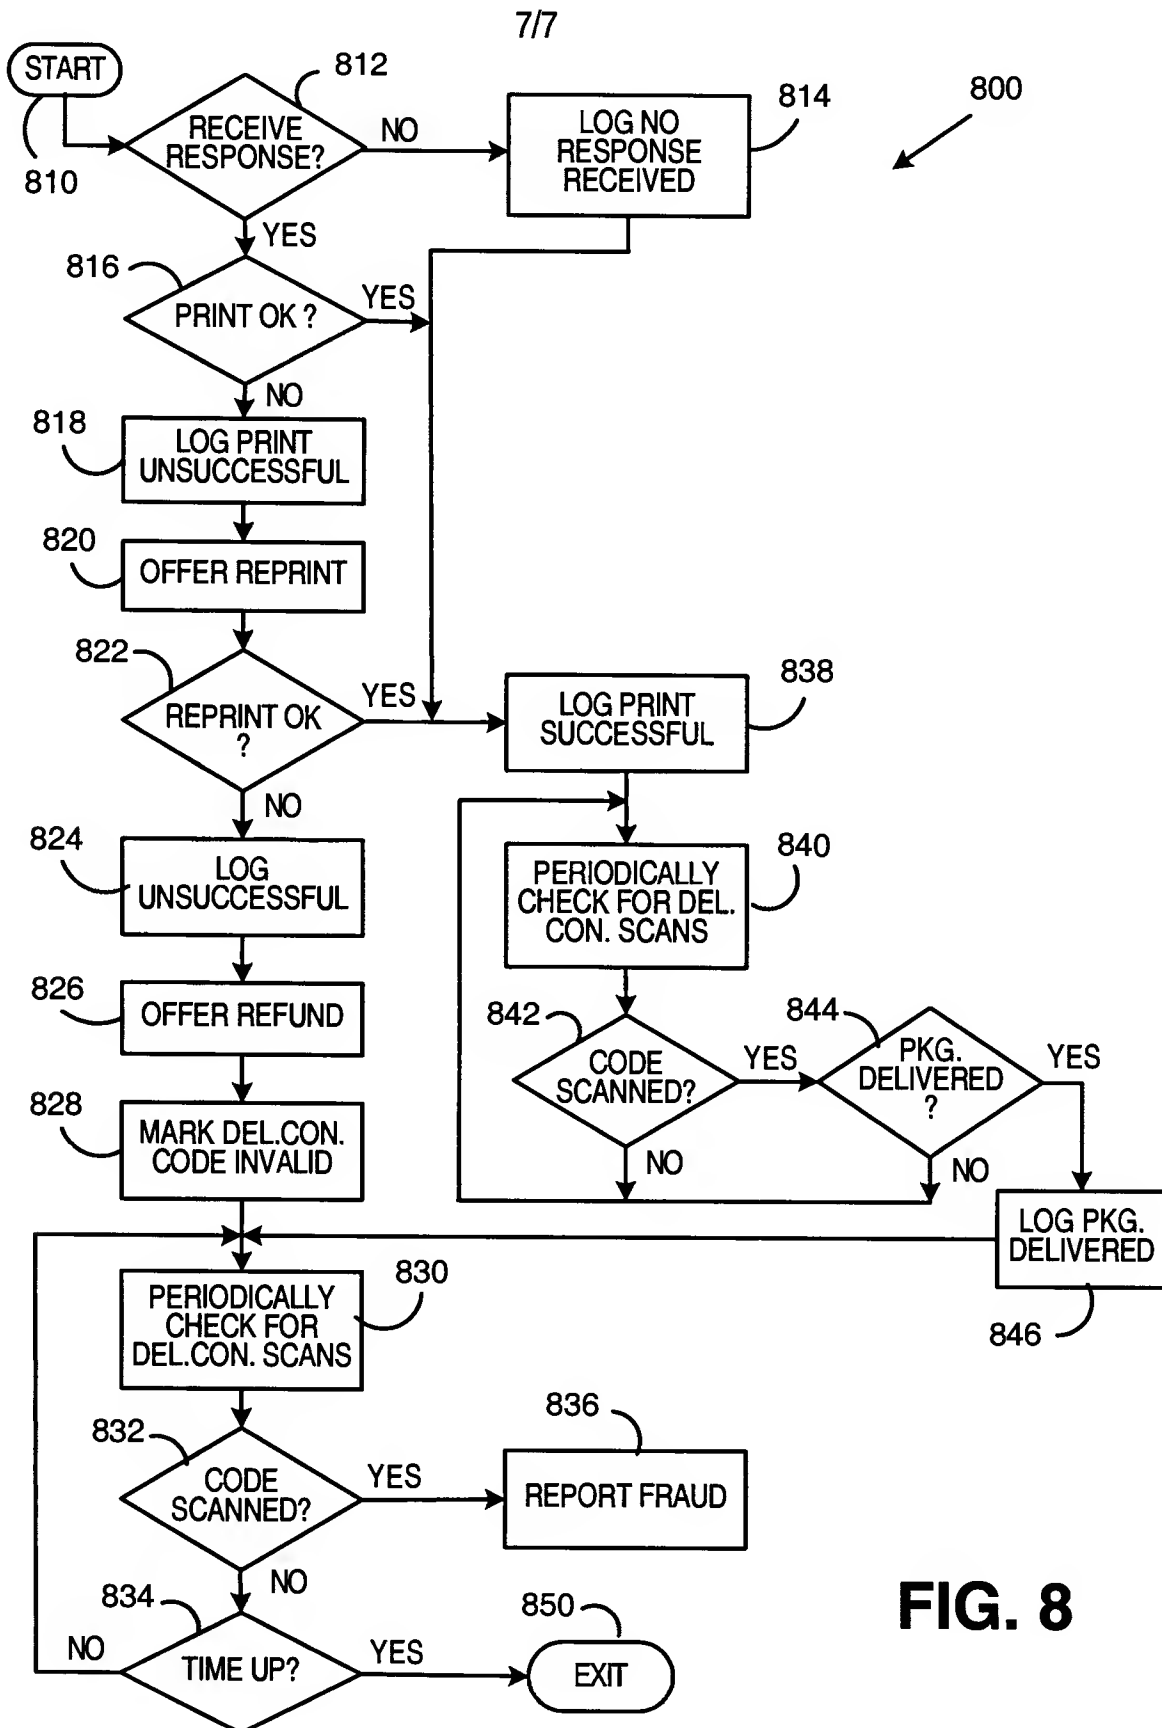 7/7
START
812
RECEIVE
RESPONSE?
NO
LOG NO
RESPONSE
RECEIVED
814
800
810
YES
816
PRINT OK ?
YES
NO
818
LOG PRINT
UNSUCCESSFUL
820
OFFER REPRINT
822
REPRINT OK
?
YES
LOG PRINT
SUCCESSFUL
838
NO
824
LOG
UNSUCCESSFUL
PERIODICALLY
CHECK FOR DEL.
CON. SCANS
840
826
OFFER REFUND
842
CODE
SCANNED?
YES
844
PKG.
DELIVERED
?
YES
NO
NO
828
MARK DEL.CON.
CODE INVALID
LOG PKG.
DELIVERED
846
PERIODICALLY
CHECK FOR
DEL.CON. SCANS
830
832
CODE
SCANNED?
YES
836
REPORT FRAUD
NO
834
NO
TIME UP?
YES
850
EXIT
FIG. 8